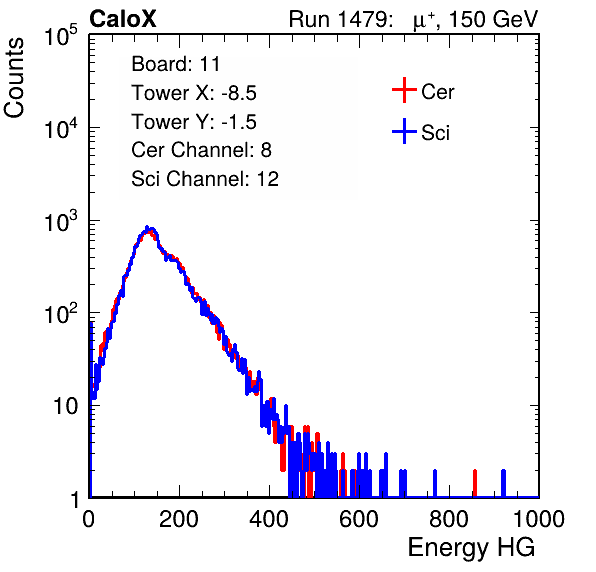 CaloX Run 1479: μ⁺, 150 GeV
Counts
10⁵
10⁴
10³
10²
10
1
Board: 11
Tower X: -8.5
Tower Y: -1.5
Cer Channel: 8
Sci Channel: 12
Cer
Sci
0 200 400 600 800 1000
Energy HG